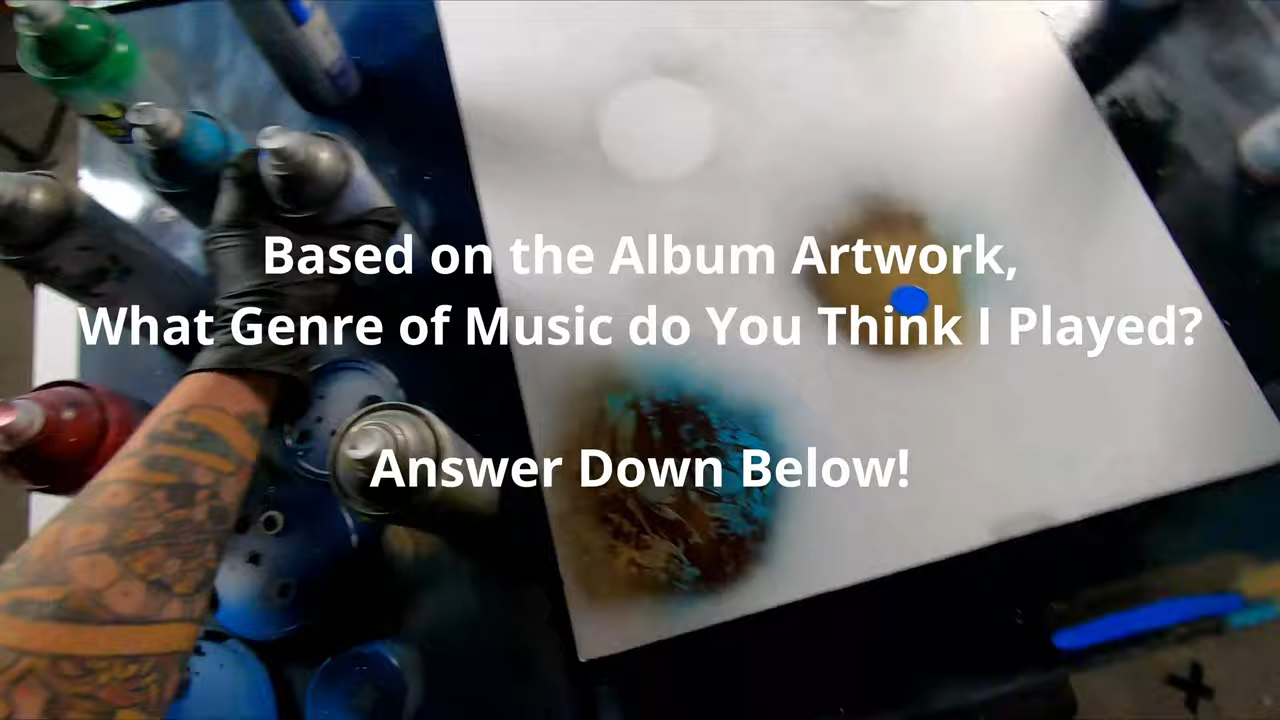 Based on the Album Artwork,
What Genre of Music do You Think I Played?
Answer Down Below!